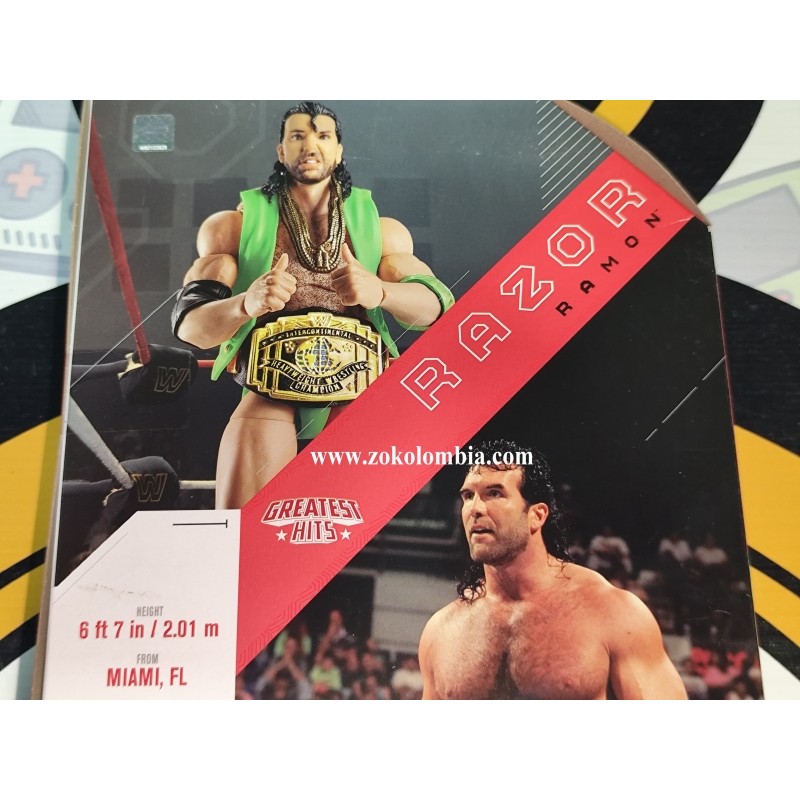 RAZOR
RAMON
W
INTERCONTINENTAL
HEAVYWEIGHT WRESTLING
CHAMPION
W
W
www.zokolombia.com
GREATEST
HITS
HEIGHT
6 ft 7 in / 2.01 m
FROM
MIAMI, FL